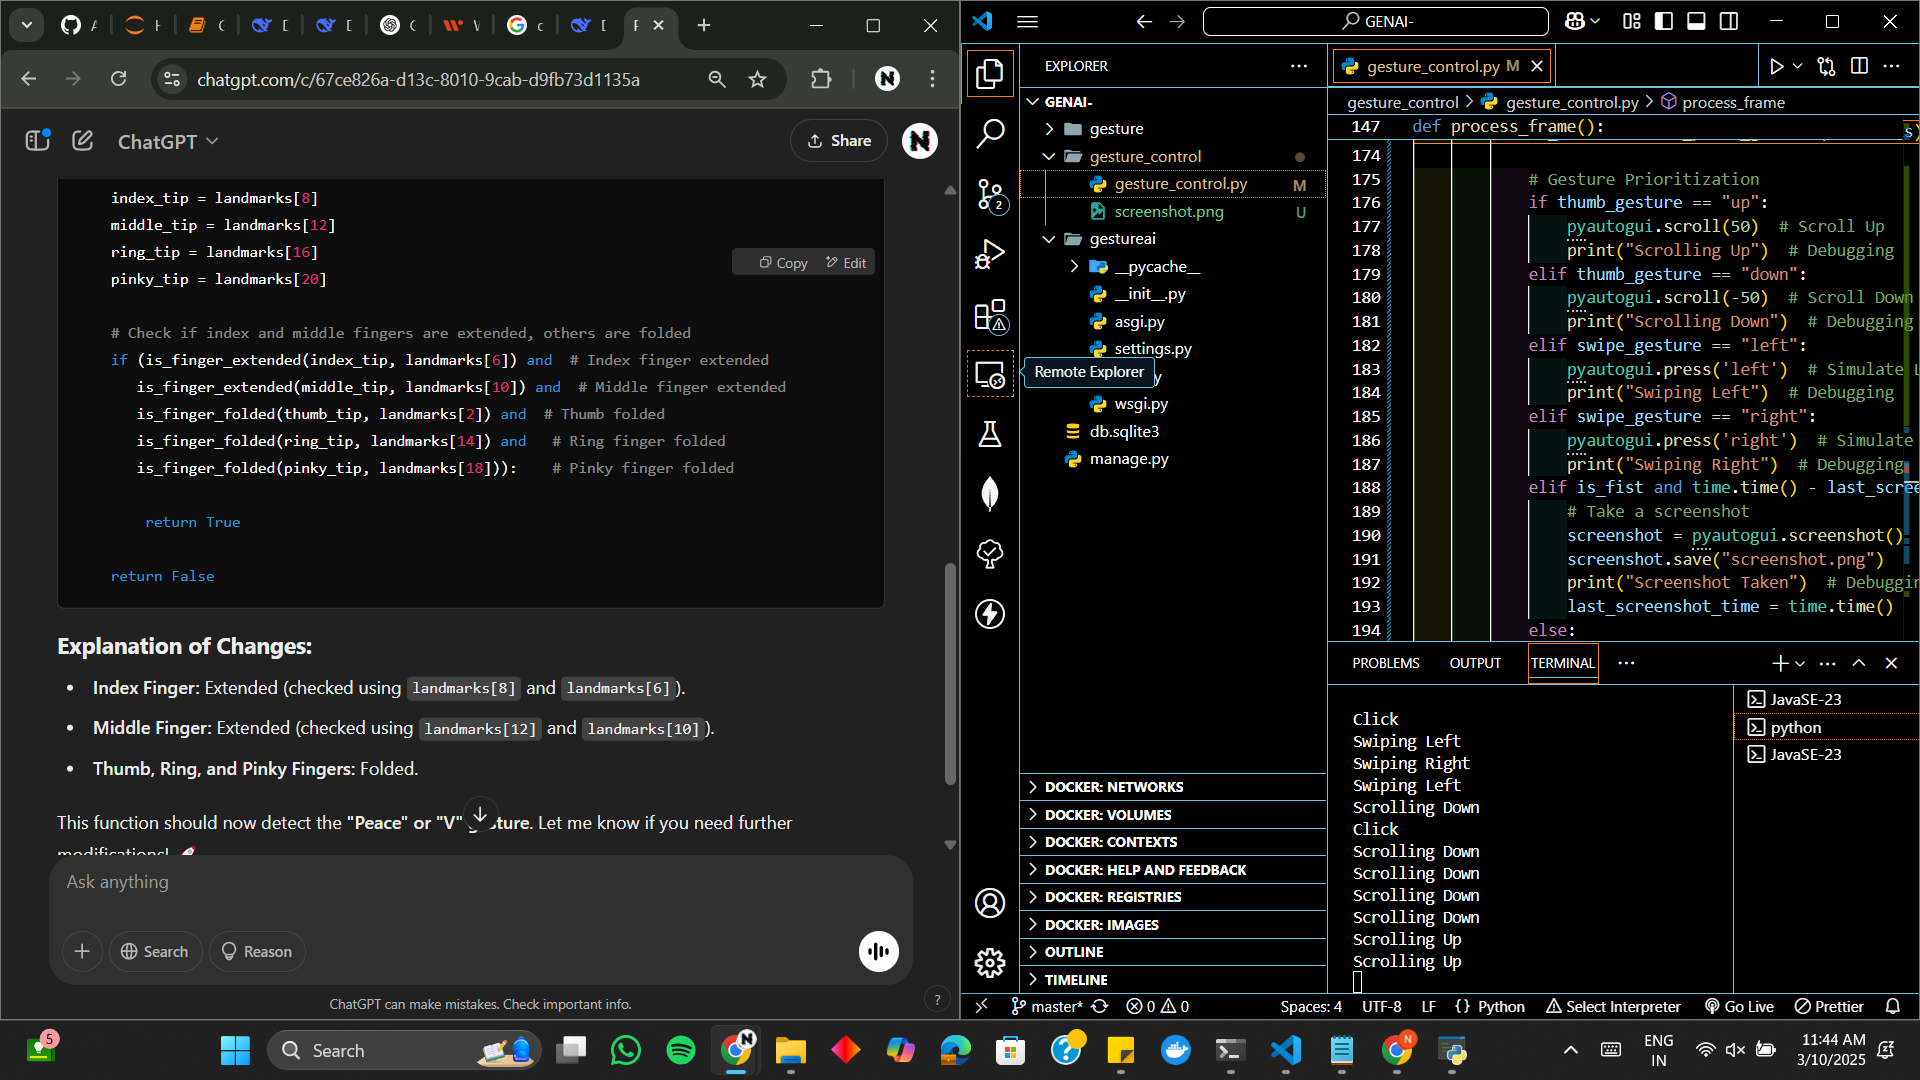 chatgpt.com/c/67ce826a-d13c-8010-9cab-d9fb73d1135a
ChatGPT
Share
index_tip = landmarks[8]
middle_tip = landmarks[12]
ring_tip = landmarks[16]
Copy
Edit
pinky_tip = landmarks[20]
# Check if index and middle fingers are extended, others are folded
if (is_finger_extended(index_tip, landmarks[6]) and  # Index finger extended
is_finger_extended(middle_tip, landmarks[10]) and  # Middle finger extended
is_finger_folded(thumb_tip, landmarks[2]) and  # Thumb folded
is_finger_folded(ring_tip, landmarks[14]) and   # Ring finger folded
is_finger_folded(pinky_tip, landmarks[18])):    # Pinky finger folded
return True
return False
Explanation of Changes:
Index Finger: Extended (checked using landmarks[8] and landmarks[6]).
Middle Finger: Extended (checked using landmarks[12] and landmarks[10]).
Thumb, Ring, and Pinky Fingers: Folded.
This function should now detect the "Peace" or "V" gesture. Let me know if you need further
modifications!
Ask anything
Search
Reason
ChatGPT can make mistakes. Check important info.
?
GENAI-
EXPLORER
GENAI-
gesture
gesture_control
gesture_control.py M
screenshot.png U
gestureai
__pycache__
__init__.py
asgi.py
settings.py
Remote Explorer
wsgi.py
db.sqlite3
manage.py
2
DOCKER: NETWORKS
DOCKER: VOLUMES
DOCKER: CONTEXTS
DOCKER: HELP AND FEEDBACK
DOCKER: REGISTRIES
DOCKER: IMAGES
OUTLINE
TIMELINE
gesture_control.py M
gesture_control > gesture_control.py > process_frame
147 def process_frame():
174
175 # Gesture Prioritization
176 if thumb_gesture == "up":
177 pyautogui.scroll(50)  # Scroll Up
178 print("Scrolling Up")  # Debugging
179 elif thumb_gesture == "down":
180 pyautogui.scroll(-50)  # Scroll Down
181 print("Scrolling Down")  # Debugging
182 elif swipe_gesture == "left":
183 pyautogui.press('left')  # Simulate L
184 print("Swiping Left")  # Debugging
185 elif swipe_gesture == "right":
186 pyautogui.press('right')  # Simulate
187 print("Swiping Right")  # Debugging
188 elif is_fist and time.time() - last_scree
189 # Take a screenshot
190 screenshot = pyautogui.screenshot()
191 screenshot.save("screenshot.png")
192 print("Screenshot Taken")  # Debuggin
193 last_screenshot_time = time.time()
194 else:
PROBLEMS OUTPUT TERMINAL
Click
Swiping Left
Swiping Right
Swiping Left
Scrolling Down
Click
Scrolling Down
Scrolling Down
Scrolling Down
Scrolling Down
Scrolling Up
Scrolling Up
JavaSE-23
python
JavaSE-23
master* 0 0 Spaces: 4 UTF-8 LF {} Python Select Interpreter Go Live Prettier
5
Search
ENG
IN
11:44 AM
3/10/2025